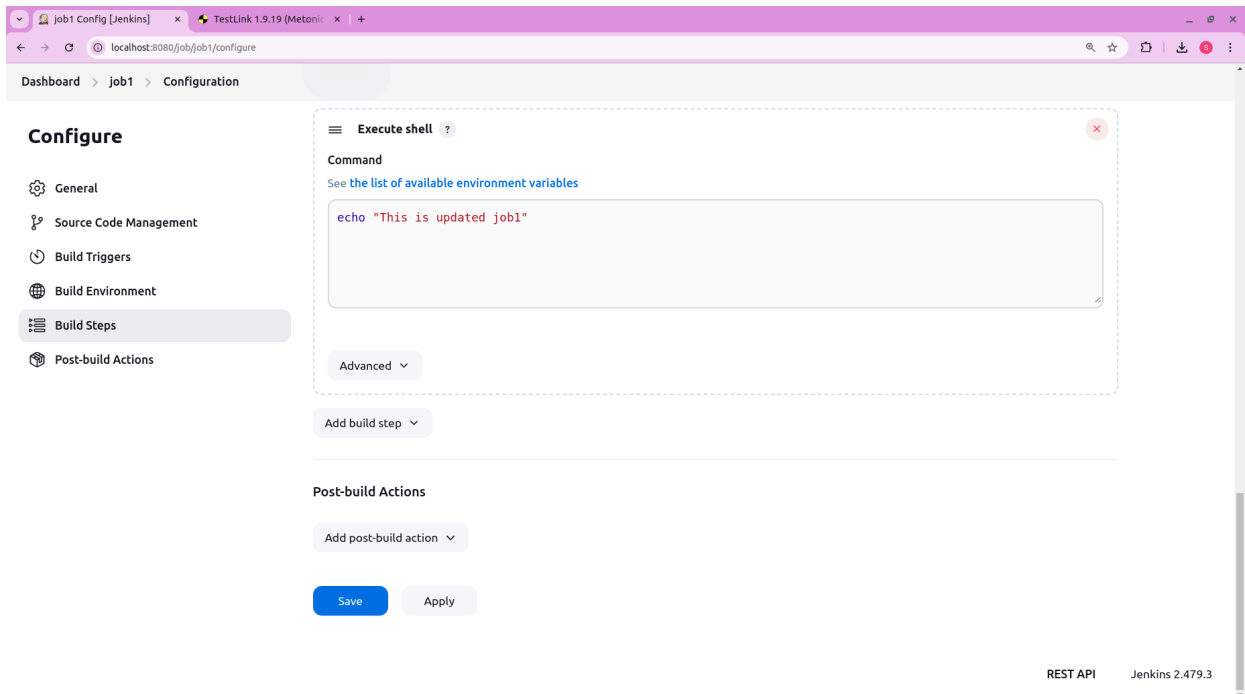 job1 Config [Jenkins]
TestLink 1.9.19 (Metonic
localhost:8080/job/job1/configure
S
Dashboard > job1 > Configuration
Configure
General
Source Code Management
Build Triggers
Build Environment
Build Steps
Post-build Actions
Execute shell ?
Command
See the list of available environment variables
echo "This is updated job1"
Advanced
Add build step
Post-build Actions
Add post-build action
Save Apply
REST API Jenkins 2.479.3